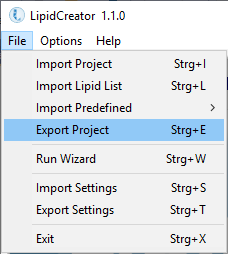 LipidCreator 1.1.0
File Options Help
Import Project Strg+I
Import Lipid List Strg+L
Import Predefined
Export Project Strg+E
Run Wizard Strg+W
Import Settings Strg+S
Export Settings Strg+T
Exit Strg+X